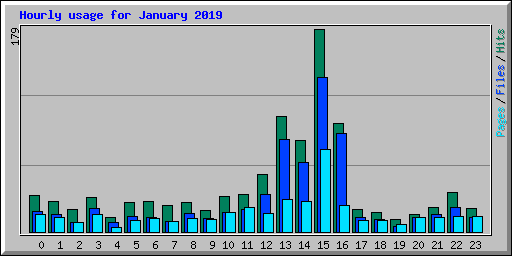 Hourly usage for January 2019
179
Pages/Files/Hits
0 1 2 3 4 5 6 7 8 9 10 11 12 13 14 15 16 17 18 19 20 21 22 23